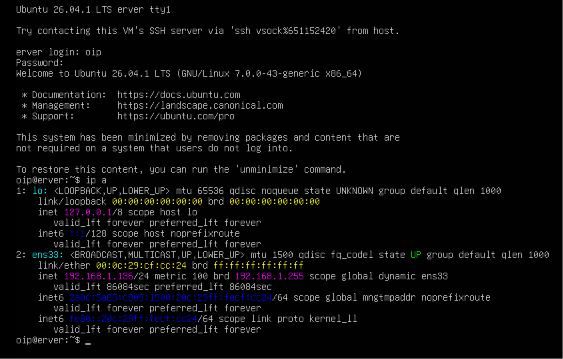 Ubuntu 26.04.1 LTS erver tty1
Try contacting this VM's SSH server via 'ssh vsock%651152420' from host.
erver login: oip
Password:
Welcome to Ubuntu 26.04.1 LTS (GNU/Linux 7.0.0-43-generic x86_64)
* Documentation: https://docs.ubuntu.com
* Management: https://landscape.canonical.com
* Support: https://ubuntu.com/pro
This system has been minimized by removing packages and content that are
not required on a system that users do not log into.
To restore this content, you can run the 'unminimize' command.
oip@erver:~$ ip a
1: lo: <LOOPBACK,UP,LOWER_UP> mtu 65536 qdisc noqueue state UNKNOWN group default qlen 1000
link/loopback 00:00:00:00:00:00 brd 00:00:00:00:00:00
inet 127.0.0.1/8 scope host lo
valid_lft forever preferred_lft forever
inet6 ::1/128 scope host noprefixroute
valid_lft forever preferred_lft forever
2: ens33: <BROADCAST,MULTICAST,UP,LOWER_UP> mtu 1500 qdisc fq_codel state UP group default qlen 1000
link/ether 00:0c:29:cf:cc:24 brd ff:ff:ff:ff:ff:ff
inet 192.168.1.136/24 metric 100 brd 192.168.1.255 scope global dynamic ens33
valid_lft 86084sec preferred_lft 86084sec
inet6 /64 scope global mngtmpaddr noprefixroute
valid_lft forever preferred_lft forever
inet6 fe80::20c:29ff:fecf:cc24/64 scope link proto kernel_ll
valid_lft forever preferred_lft forever
oip@erver:~$ _